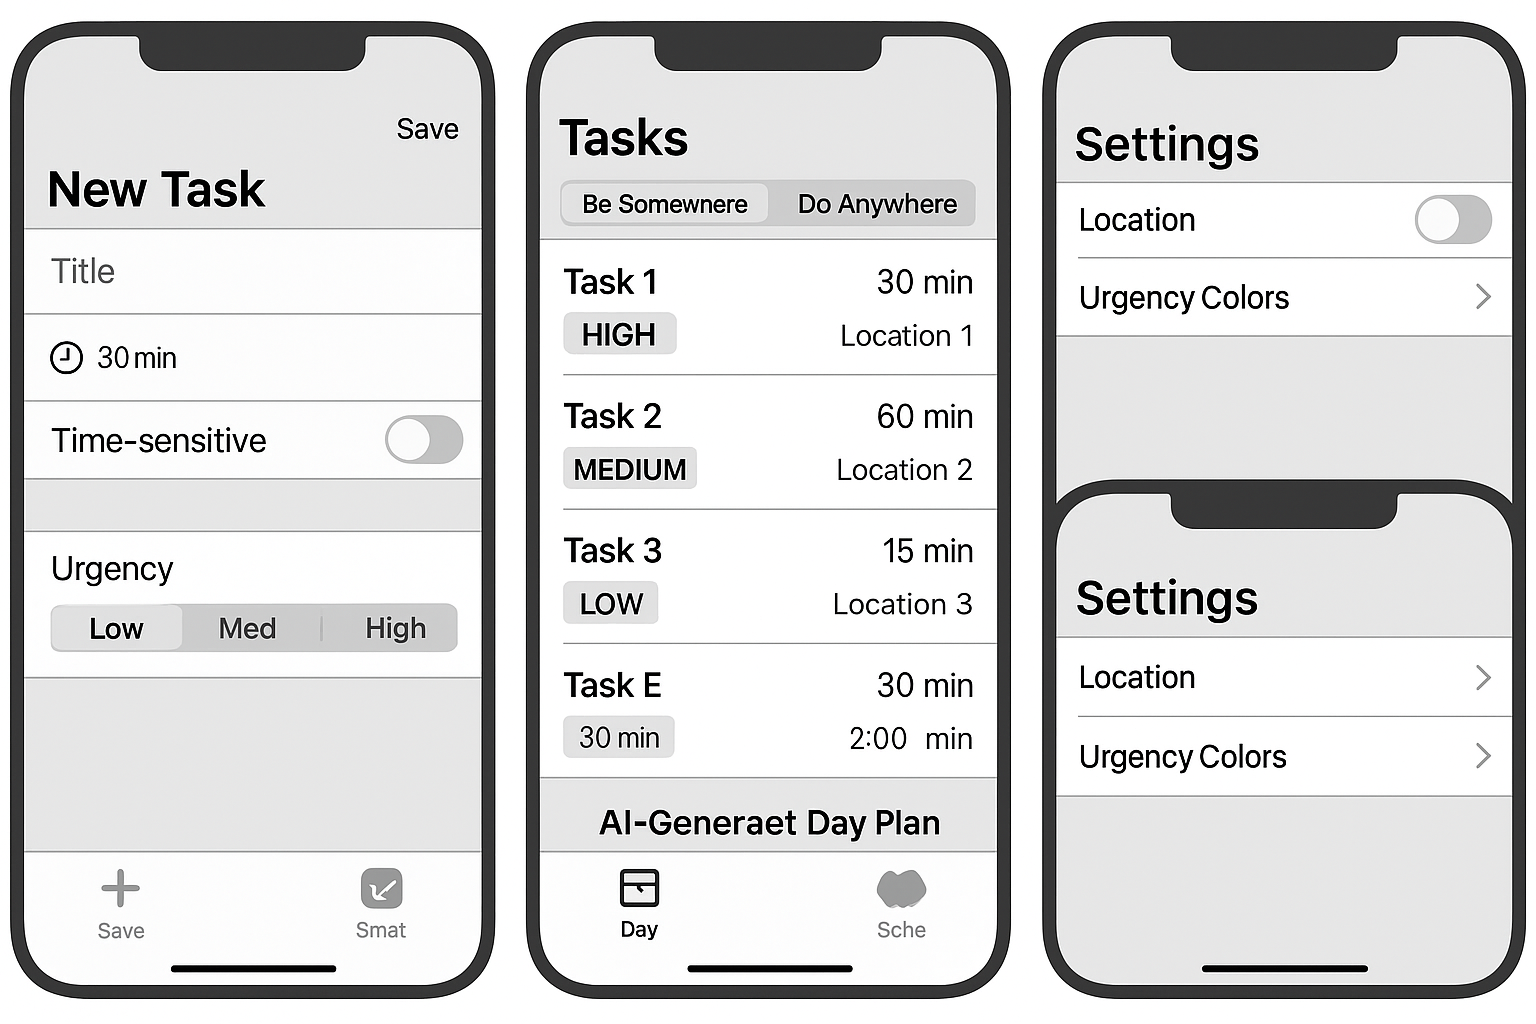 Save
New Task
Title
30 min
Time-sensitive
Urgency
Low Med High
Save Smat
Tasks
Be Somewnere Do Anywhere
Task 1 30 min
HIGH Location 1
Task 2 60 min
MEDIUM Location 2
Task 3 15 min
LOW Location 3
Task E 30 min
30 min 2:00 min
AI-Generaet Day Plan
Day Sche
Settings
Location
Urgency Colors
Settings
Location
Urgency Colors